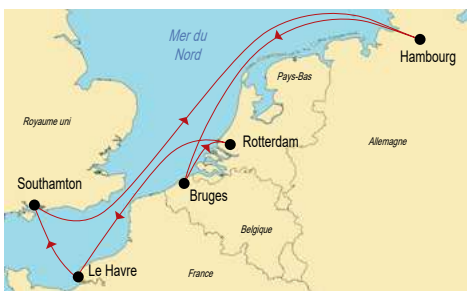 Mer du
Nord
Hambourg
Pays-Bas
Royaume uni
Rotterdam
Allemagne
Southamton
Bruges
Belgique
Le Havre
France